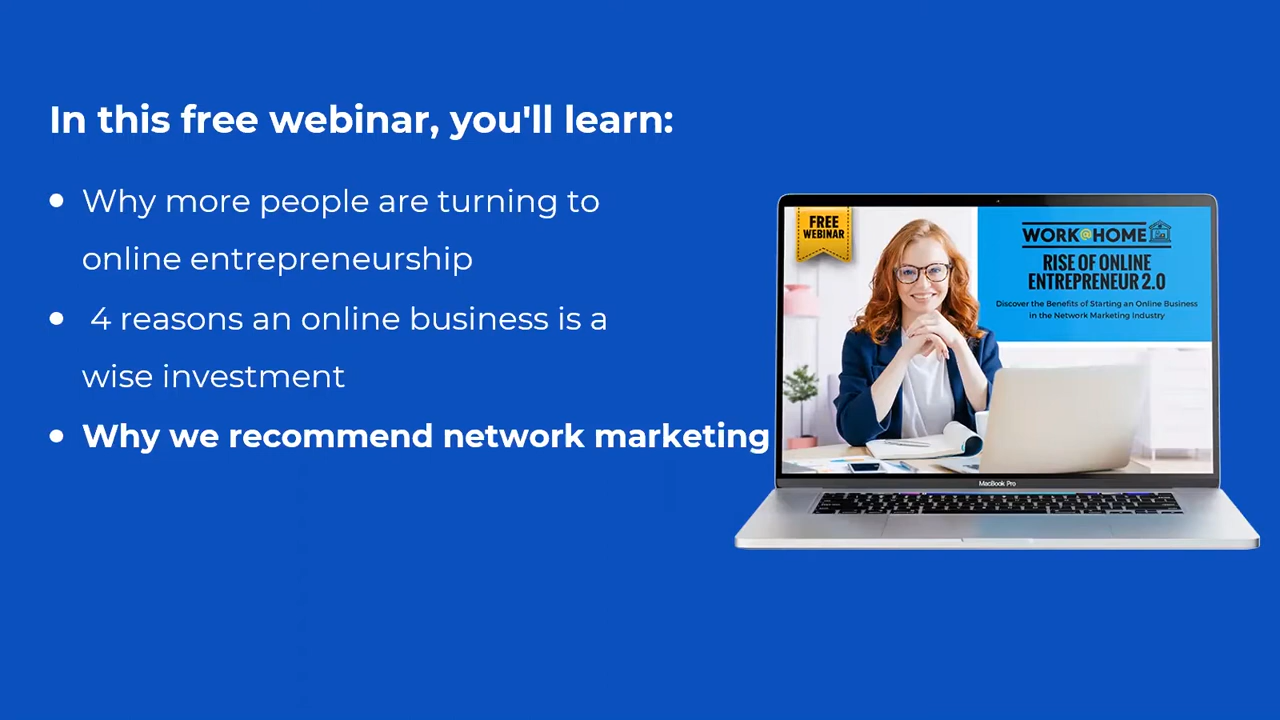 In this free webinar, you'll learn:
Why more people are turning to
online entrepreneurship
4 reasons an online business is a
wise investment
Why we recommend network marketing
FREE
WEBINAR
WORK@HOME
RISE OF ONLINE
ENTREPRENEUR 2.0
Discover the Benefits of Starting an Online Business
in the Network Marketing Industry
MacBook Pro